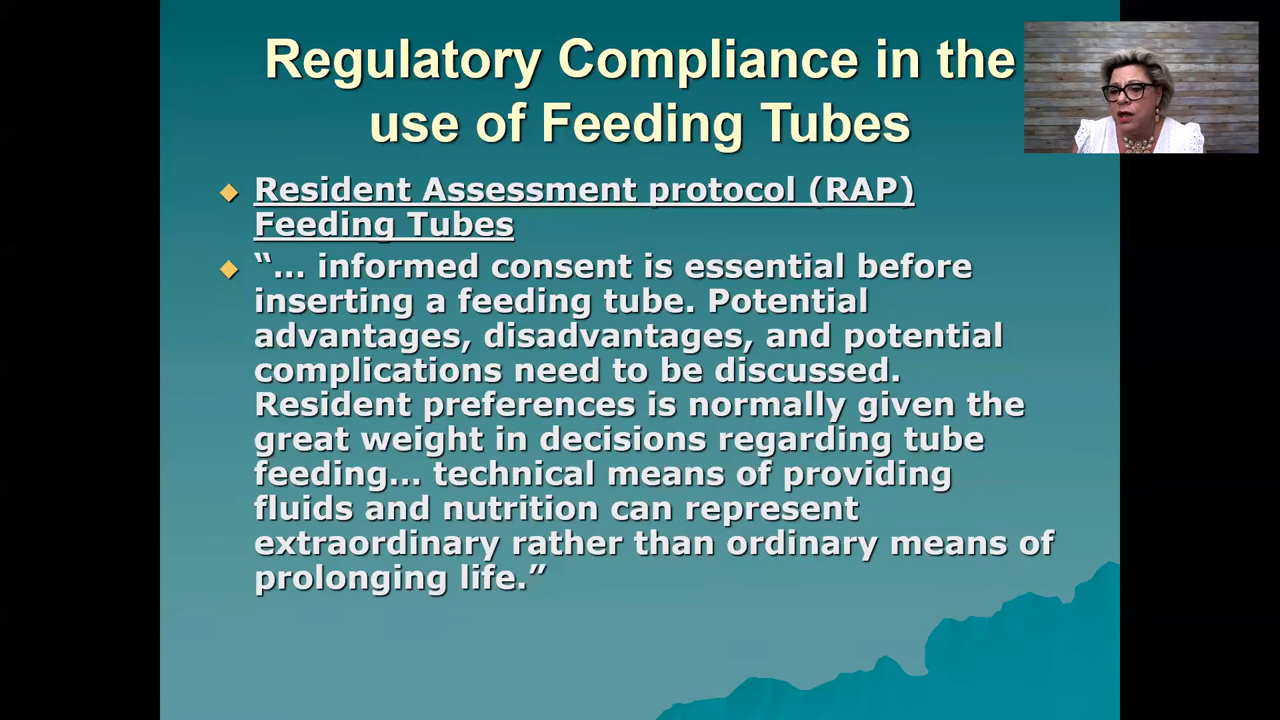 Regulatory Compliance in the
use of Feeding Tubes
Resident Assessment protocol (RAP)
Feeding Tubes
“… informed consent is essential before
inserting a feeding tube. Potential
advantages, disadvantages, and potential
complications need to be discussed.
Resident preferences is normally given the
great weight in decisions regarding tube
feeding… technical means of providing
fluids and nutrition can represent
extraordinary rather than ordinary means of
prolonging life.”